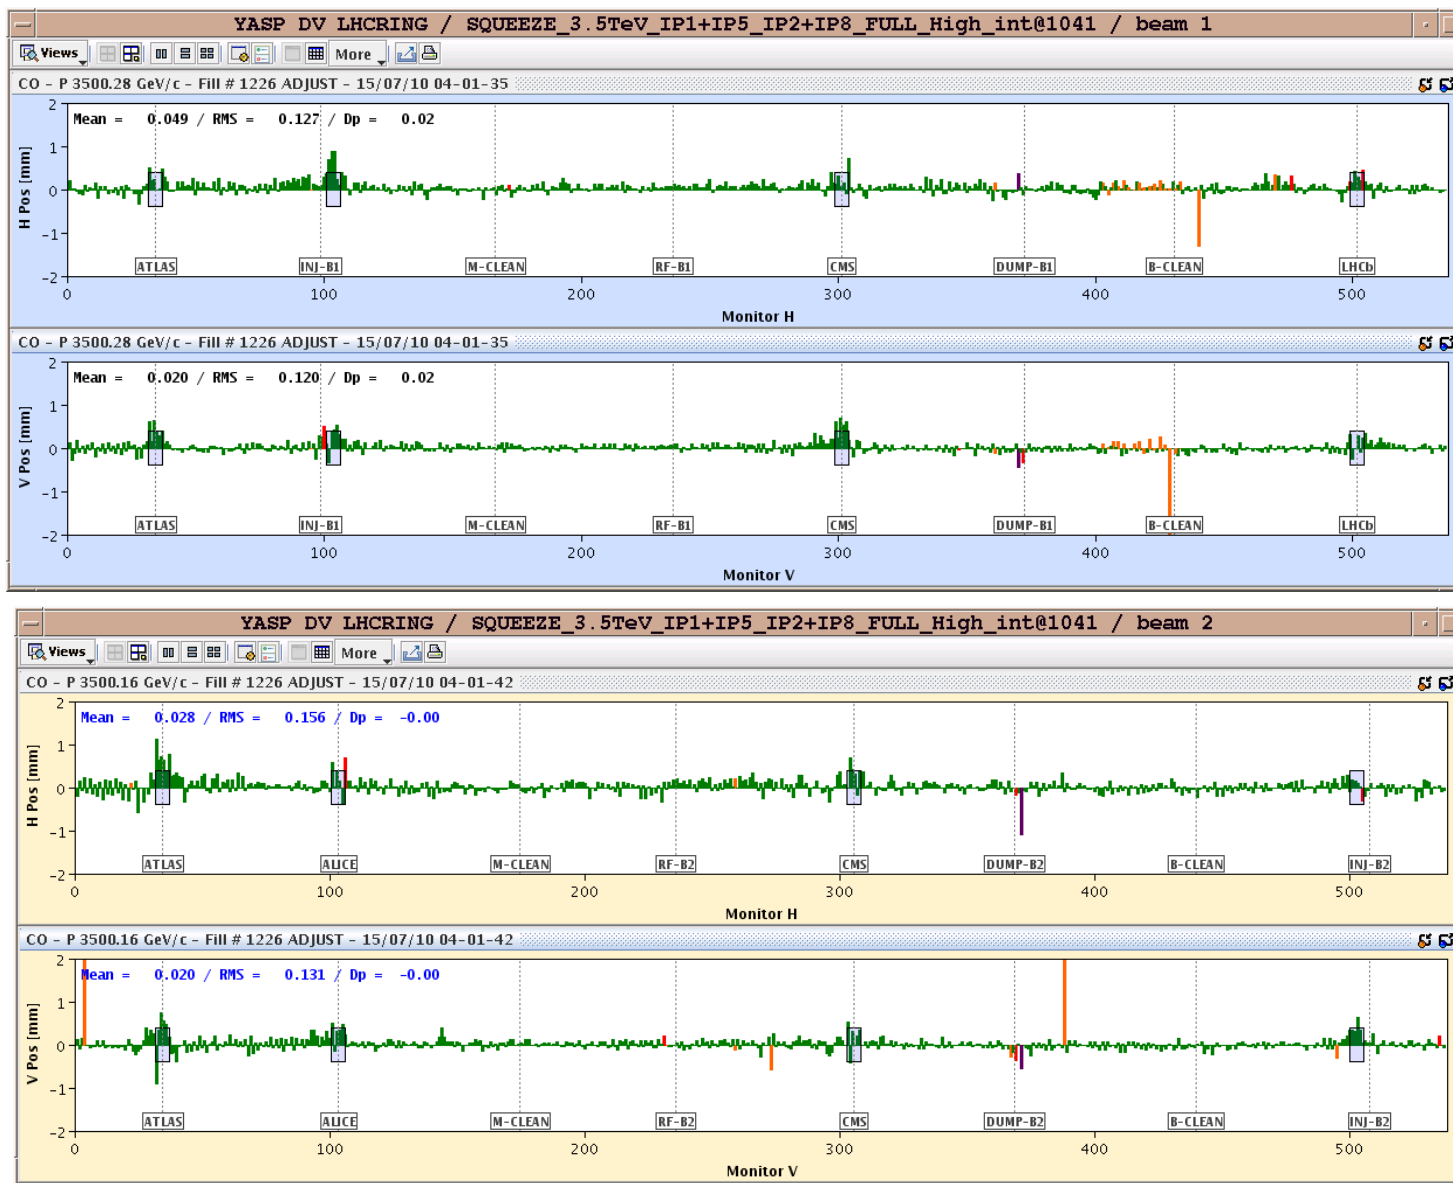 YASP DV LHCRING / SQUEEZE_3.5TeV_IP1+IP5_IP2+IP8_FULL_High_int@1041 / beam 1
Views More
CO - P 3500.28 GeV/c - Fill # 1226 ADJUST - 15/07/10 04-01-35
Mean = 0.049 / RMS = 0.127 / Dp = 0.02
H Pos [mm]
2
1
0
-1
-2
ATLAS INJ-B1 M-CLEAN RF-B1 CMS DUMP-B1 B-CLEAN LHCb
0 100 200 300 400 500
Monitor H
CO - P 3500.28 GeV/c - Fill # 1226 ADJUST - 15/07/10 04-01-35
Mean = 0.020 / RMS = 0.120 / Dp = 0.02
V Pos [mm]
2
1
0
-1
-2
ATLAS INJ-B1 M-CLEAN RF-B1 CMS DUMP-B1 B-CLEAN LHCb
0 100 200 300 400 500
Monitor V
YASP DV LHCRING / SQUEEZE_3.5TeV_IP1+IP5_IP2+IP8_FULL_High_int@1041 / beam 2
Views More
CO - P 3500.16 GeV/c - Fill # 1226 ADJUST - 15/07/10 04-01-42
Mean = 0.028 / RMS = 0.156 / Dp = -0.00
H Pos [mm]
2
1
0
-1
-2
ATLAS ALICE M-CLEAN RF-B2 CMS DUMP-B2 B-CLEAN INJ-B2
0 100 200 300 400 500
Monitor H
CO - P 3500.16 GeV/c - Fill # 1226 ADJUST - 15/07/10 04-01-42
Mean = 0.020 / RMS = 0.131 / Dp = -0.00
V Pos [mm]
2
1
0
-1
-2
ATLAS ALICE M-CLEAN RF-B2 CMS DUMP-B2 B-CLEAN INJ-B2
0 100 200 300 400 500
Monitor V